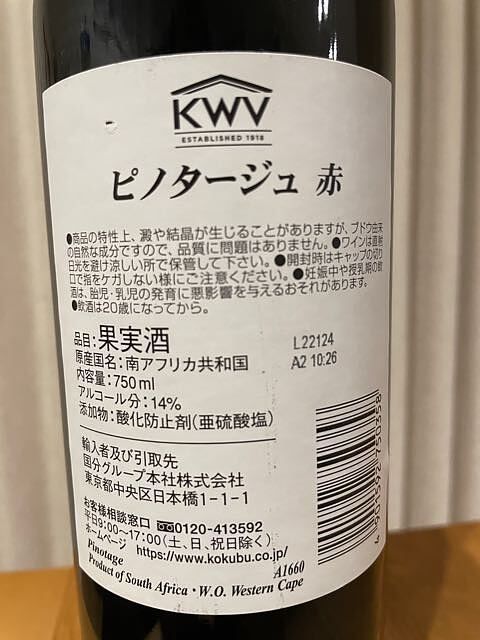 KWV
ESTABLISHED 1918
ピノタージュ 赤
●商品の特性上、澱や結晶が生じることがありますが、ブドウ由来
の自然な成分ですので、品質に問題はありません。●ワインは直射
日光を避け涼しい所で保管して下さい。●開封時はキャップの切り
口で指をケガしない様にご注意ください。●妊娠中や授乳期の飲
酒は、胎児・乳児の発育に悪影響を与えるおそれがあります。
●飲酒は20歳になってから。
品目：果実酒
原産国名：南アフリカ共和国
内容量：750ml
アルコール分：14%
添加物：酸化防止剤（亜硫酸塩）
L22124
A2 10:26
輸入者及び引取先
国分グループ本社株式会社
東京都中央区日本橋1-1-1
お客様相談窓口 0120-413592
平日9:00〜17:00（土、日、祝日除く）
ホームページ https://www.kokubu.co.jp/
Pinotage
Product of South Africa · W.O. Western Cape
A1660
4 901592 750358